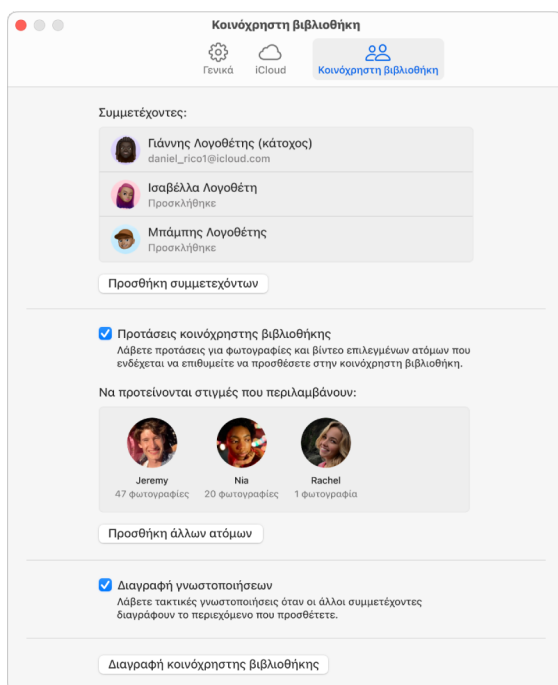 Κοινόχρηστη βιβλιοθήκη
Γενικά
iCloud
Κοινόχρηστη βιβλιοθήκη
Συμμετέχοντες:
Γιάννης Λογοθέτης (κάτοχος)
daniel_rico1@icloud.com
Ισαβέλλα Λογοθέτη
Προσκλήθηκε
Μπάμπης Λογοθέτης
Προσκλήθηκε
Προσθήκη συμμετεχόντων
Προτάσεις κοινόχρηστης βιβλιοθήκης
Λάβετε προτάσεις για φωτογραφίες και βίντεο επιλεγμένων ατόμων που
ενδέχεται να επιθυμείτε να προσθέσετε στην κοινόχρηστη βιβλιοθήκη.
Να προτείνονται στιγμές που περιλαμβάνουν:
Jeremy
47 φωτογραφίες
Nia
20 φωτογραφίες
Rachel
1 φωτογραφία
Προσθήκη άλλων ατόμων
Διαγραφή γνωστοποιήσεων
Λάβετε τακτικές γνωστοποιήσεις όταν οι άλλοι συμμετέχοντες
διαγράφουν το περιεχόμενο που προσθέτετε.
Διαγραφή κοινόχρηστης βιβλιοθήκης